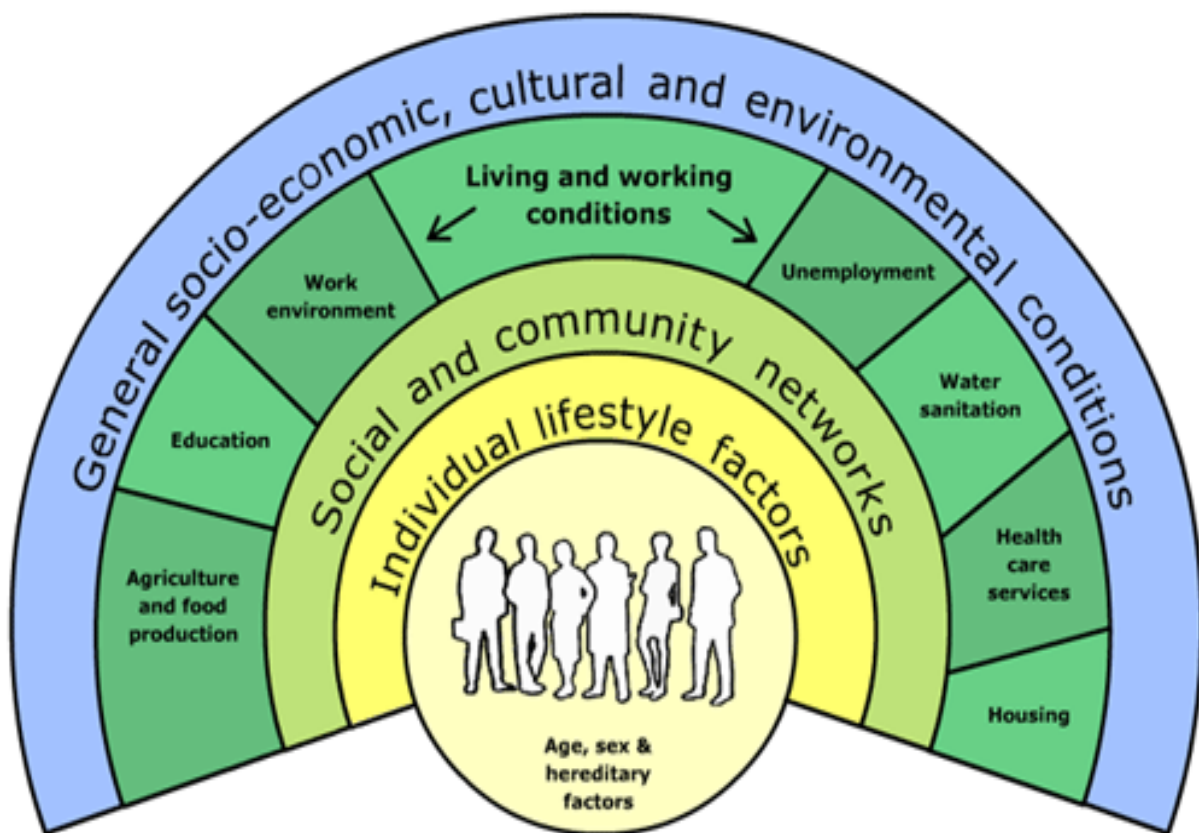 General socio-economic, cultural and environmental conditions
Living and working
conditions
Work
environment
Unemployment
Education
Water
sanitation
Agriculture
and food
production
Health
care
services
Housing
Social and community networks
Individual lifestyle factors
Age, sex &
hereditary
factors